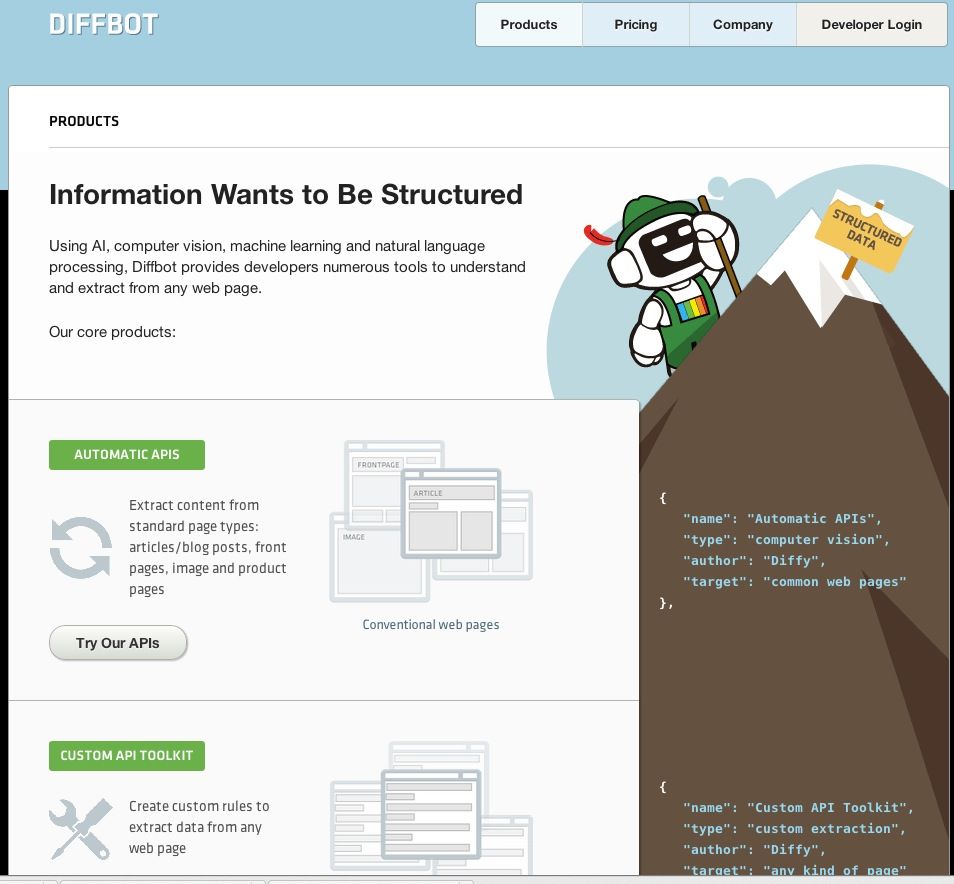 DIFFBOT
Products
Pricing
Company
Developer Login
PRODUCTS
Information Wants to Be Structured
Using AI, computer vision, machine learning and natural language
processing, Diffbot provides developers numerous tools to understand
and extract from any web page.
Our core products:
STRUCTURED
DATA
AUTOMATIC APIS
Extract content from
standard page types:
articles/blog posts, front
pages, image and product
pages
Try Our APIs
FRONTPAGE
ARTICLE
IMAGE
Conventional web pages
{
"name": "Automatic APIs",
"type": "computer vision",
"author": "Diffy",
"target": "common web pages"
},
CUSTOM API TOOLKIT
Create custom rules to
extract data from any
web page
{
"name": "Custom API Toolkit",
"type": "custom extraction",
"author": "Diffy",
"target": "any kind of page"